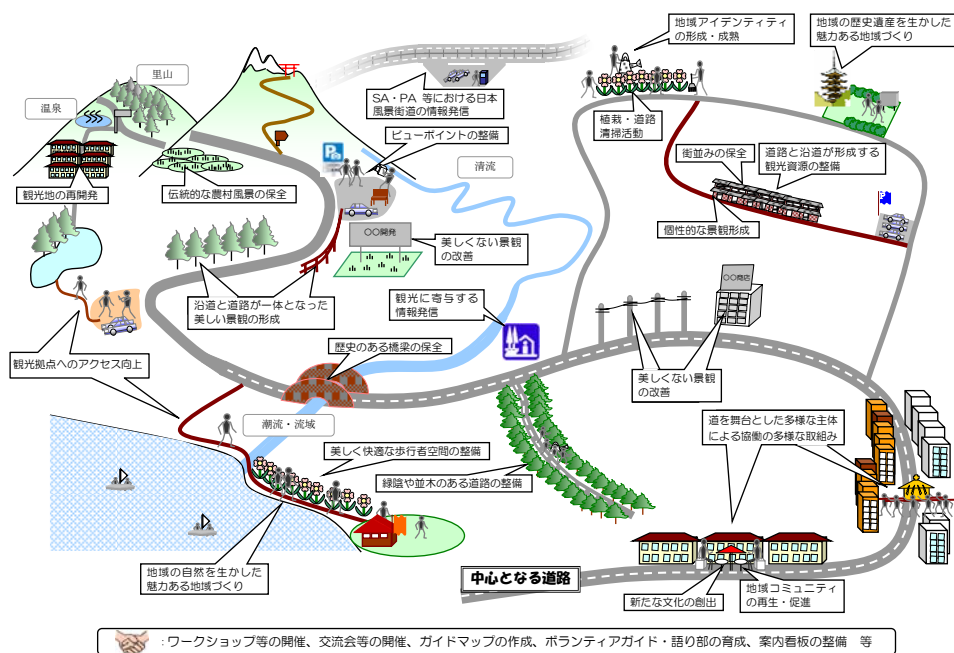 地域アイデンティティ
の形成・成熟
地域の歴史遺産を生かした
魅力ある地域づくり
里山
温泉
SA・PA 等における日本
風景街道の情報発信
植栽・道路
清掃活動
ビューポイントの整備
清流
街並みの保全
道路と沿道が形成する
観光資源の整備
観光地の再開発
伝統的な農村風景の保全
個性的な景観形成
〇〇開発
美しくない景観
の改善
〇〇商店
沿道と道路が一体となった
美しい景観の形成
観光に寄与する
情報発信
歴史のある橋梁の保全
観光拠点へのアクセス向上
美しくない景観
の改善
潮流・流域
道を舞台とした多様な主体
による協働の多様な取組み
美しく快適な歩行者空間の整備
緑陰や並木のある道路の整備
地域の自然を生かした
魅力ある地域づくり
中心となる道路
新たな文化の創出
地域コミュニティ
の再生・促進
：ワークショップ等の開催、交流会等の開催、ガイドマップの作成、ボランティアガイド・語り部の育成、案内看板の整備　等